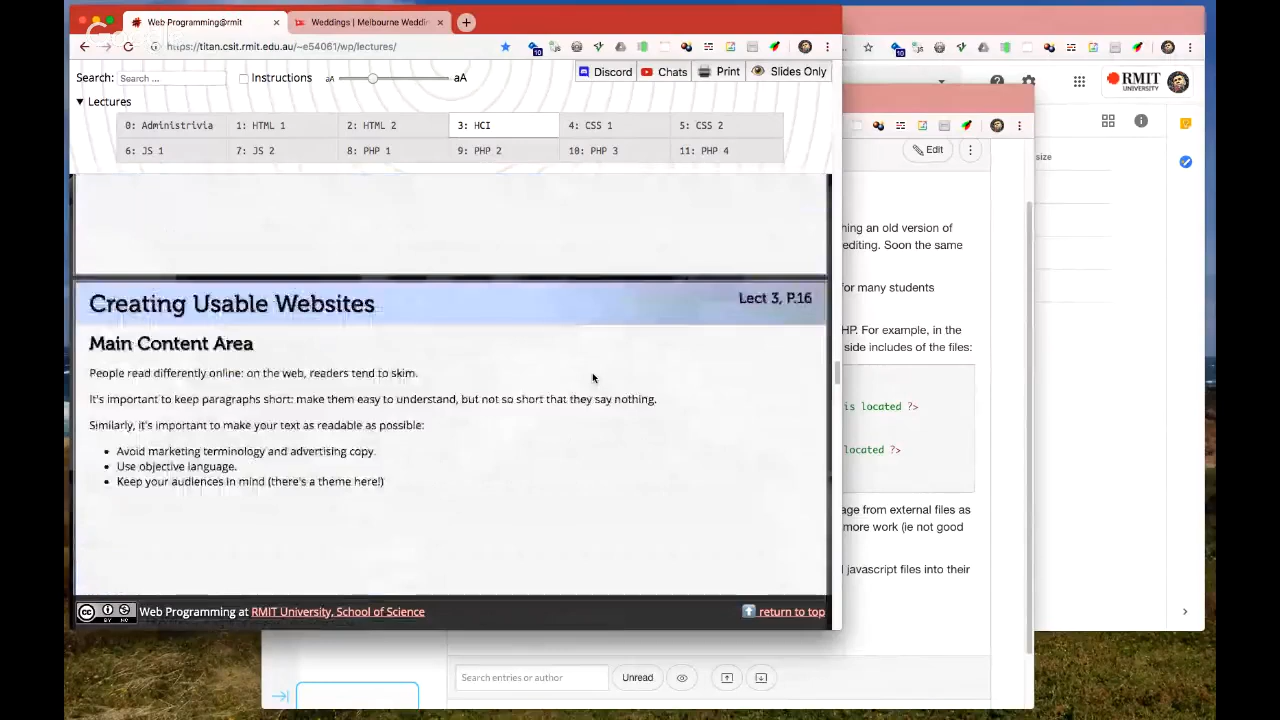 Web Programming@rmit
Weddings | Melbourne Weddin
Google
https://titan.csit.rmit.edu.au/~e54061/wp/lectures/
Search: Search ...
Instructions
aA
aA
Discord
Chats
Print
Slides Only
Lectures
0: Administrivia
1: HTML 1
2: HTML 2
3: HCI
4: CSS 1
5: CSS 2
6: JS 1
7: JS 2
8: PHP 1
9: PHP 2
10: PHP 3
11: PHP 4
Creating Usable Websites
Lect 3, P.16
Main Content Area
People read differently online: on the web, readers tend to skim.
It's important to keep paragraphs short: make them easy to understand, but not so short that they say nothing.
Similarly, it's important to make your text as readable as possible:
Avoid marketing terminology and advertising copy.
Use objective language.
Keep your audiences in mind (there's a theme here!)
Web Programming at RMIT University, School of Science
return to top
RMIT
UNIVERSITY
size
Edit
hing an old version of
editing. Soon the same
for many students
HP. For example, in the
side includes of the files:
is located ?>
located ?>
age from external files as
more work (ie not good
javascript files into their
Search entries or author
Unread